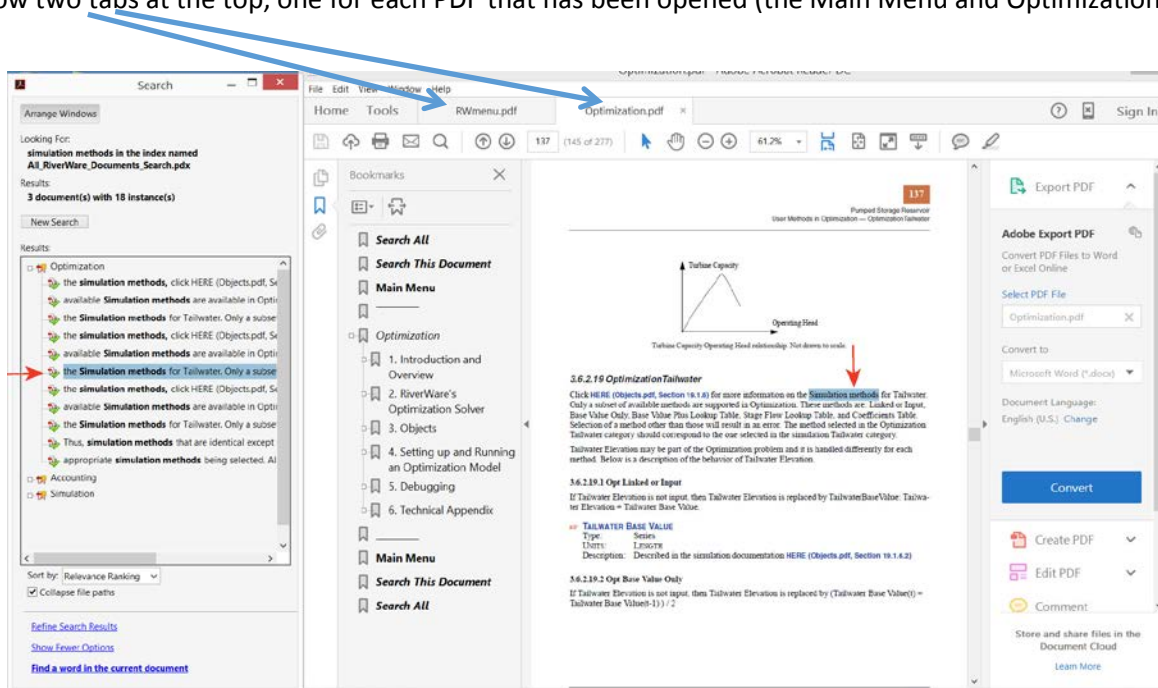 ow two tabs at the top, one for each PDF that has been opened (the Main Menu and Optimization
Search
Arrange Windows
Looking For:
simulation methods in the index named
All_RiverWare_Documents_Search.pdx
Results:
3 document(s) with 18 instance(s)
New Search
Results:
Optimization
the simulation methods, click HERE (Objects.pdf, Se
available Simulation methods are available in Opti
the Simulation methods for Tailwater. Only a subse
the simulation methods, click HERE (Objects.pdf, Se
available Simulation methods are available in Opti
the Simulation methods for Tailwater. Only a subse
the simulation methods, click HERE (Objects.pdf, Se
available Simulation methods are available in Opti
the Simulation methods for Tailwater. Only a subse
Thus, simulation methods that are identical except
appropriate simulation methods being selected. Al
Accounting
Simulation
Sort by: Relevance Ranking
Collapse file paths
Refine Search Results
Show Fewer Options
Find a word in the current document
Optimization.pdf - Adobe Acrobat Reader DC
File Edit View Window Help
Home Tools RWmenu.pdf Optimization.pdf × Sign In
137 (145 of 277) 61.2%
Bookmarks
Search All
Search This Document
Main Menu
Optimization
1. Introduction and
Overview
2. RiverWare's
Optimization Solver
3. Objects
4. Setting up and Running
an Optimization Model
5. Debugging
6. Technical Appendix
Main Menu
Search This Document
Search All
137
Pumped Storage Reservoir
User Methods in Optimization — OptimizationTailwater
Turbine Capacity
Operating Head
Turbine Capacity Operating Head relationship. Not drawn to scale.
3.6.2.19 OptimizationTailwater
Click HERE (Objects.pdf, Section 19.1.6) for more information on the Simulation methods for Tailwater.
Only a subset of available methods are supported in Optimization. These methods are: Linked or Input,
Base Value Only, Base Value Plus Lookup Table, Stage Flow Lookup Table, and Coefficients Table.
Selection of a method other than those will result in an error. The method selected in the Optimization
Tailwater category should correspond to the one selected in the simulation Tailwater category.
Tailwater Elevation may be part of the Optimization problem and it is handled differently for each
method. Below is a description of the behavior of Tailwater Elevation.
3.6.2.19.1 Opt Linked or Input
If Tailwater Elevation is not input, then Tailwater Elevation is replaced by TailwaterBaseValue: Tailwa-
ter Elevation = Tailwater Base Value.
TAILWATER BASE VALUE
Type: Series
UNITS: LENGTH
Description: Described in the simulation documentation HERE (Objects.pdf, Section 19.1.6.2)
3.6.2.19.2 Opt Base Value Only
If Tailwater Elevation is not input, then Tailwater Elevation is replaced by (Tailwater Base Value(t) +
Tailwater Base Value(t-1) ) / 2
Export PDF
Adobe Export PDF
Convert PDF Files to Word
or Excel Online
Select PDF File
Optimization.pdf
Convert to
Microsoft Word (*.docx)
Document Language:
English (U.S.) Change
Convert
Create PDF
Edit PDF
Comment
Store and share files in the
Document Cloud
Learn More